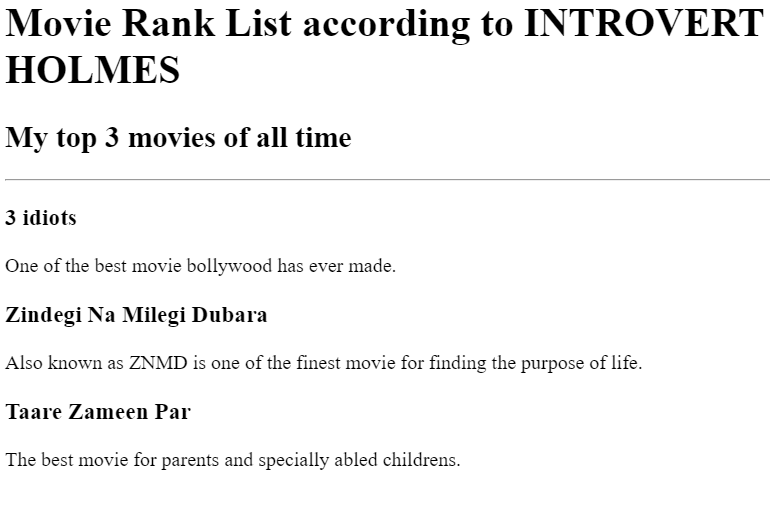 Movie Rank List according to INTROVERT
HOLMES
My top 3 movies of all time
3 idiots
One of the best movie bollywood has ever made.
Zindegi Na Milegi Dubara
Also known as ZNMD is one of the finest movie for finding the purpose of life.
Taare Zameen Par
The best movie for parents and specially abled childrens.